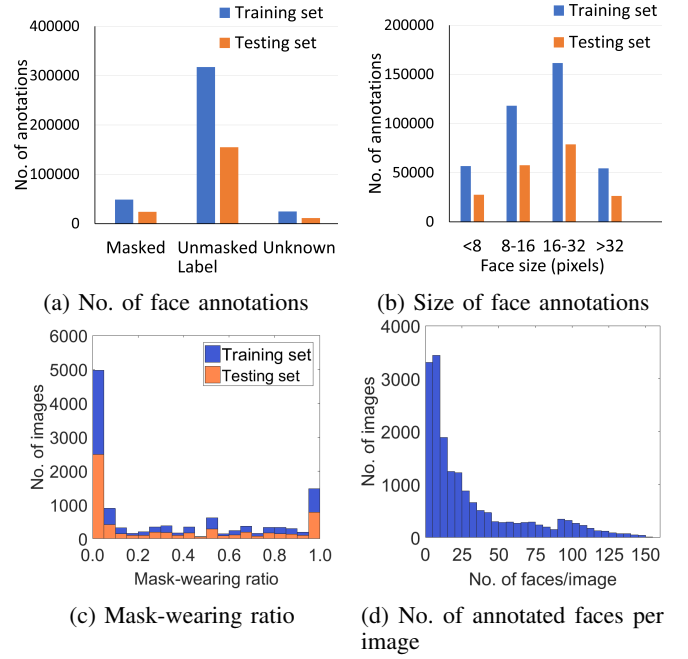 Training set
Testing set
400000
300000
200000
100000
0
No. of anotations
Masked Unmasked Unknown
Label
(a) No. of face annotations
Training set
Testing set
200000
150000
100000
50000
0
No. of annotations
<8 8-16 16-32 >32
Face size (pixels)
(b) Size of face annotations
6000
5000
4000
3000
2000
1000
0
No. of images
Training set
Testing set
0.0 0.2 0.4 0.6 0.8 1.0
Mask-wearing ratio
(c) Mask-wearing ratio
4000
3000
2000
1000
0
No. of images
0 25 50 75 100 125 150
No. of faces/image
(d) No. of annotated faces per
image